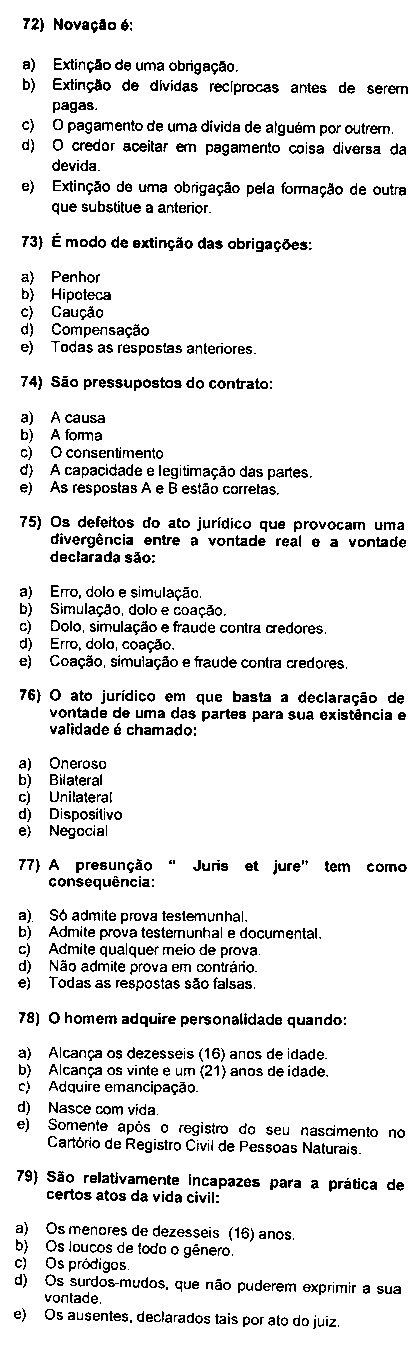 72) Novação é:
a) Extinção de uma obrigação.
b) Extinção de dívidas recíprocas antes de serem
pagas.
c) O pagamento de uma dívida de alguém por outrem.
d) O credor aceitar em pagamento coisa diversa da
devida.
e) Extinção de uma obrigação pela formação de outra
que substitue a anterior.
73) É modo de extinção das obrigações:
a) Penhor
b) Hipoteca
c) Caução
d) Compensação
e) Todas as respostas anteriores.
74) São pressupostos do contrato:
a) A causa
b) A forma
c) O consentimento
d) A capacidade e legitimação das partes.
e) As respostas A e B estão corretas.
75) Os defeitos do ato jurídico que provocam uma
divergência entre a vontade real e a vontade
declarada são:
a) Erro, dolo e simulação.
b) Simulação, dolo e coação.
c) Dolo, simulação e fraude contra credores.
d) Erro, dolo, coação.
e) Coação, simulação e fraude contra credores.
76) O ato jurídico em que basta a declaração de
vontade de uma das partes para sua existência e
validade é chamado:
a) Oneroso
b) Bilateral
c) Unilateral
d) Dispositivo
e) Negocial
77) A presunção “ Juris et jure” tem como
consequência:
a) Só admite prova testemunhal.
b) Admite prova testemunhal e documental.
c) Admite qualquer meio de prova.
d) Não admite prova em contrário.
e) Todas as respostas são falsas.
78) O homem adquire personalidade quando:
a) Alcança os dezesseis (16) anos de idade.
b) Alcança os vinte e um (21) anos de idade.
c) Adquire emancipação.
d) Nasce com vida.
e) Somente após o registro do seu nascimento no
Cartório de Registro Civil de Pessoas Naturais.
79) São relativamente incapazes para a prática de
certos atos da vida civil:
a) Os menores de dezesseis (16) anos.
b) Os loucos de todo o gênero.
c) Os pródigos.
d) Os surdos-mudos, que não puderem exprimir a sua
vontade.
e) Os ausentes, declarados tais por ato do juiz.